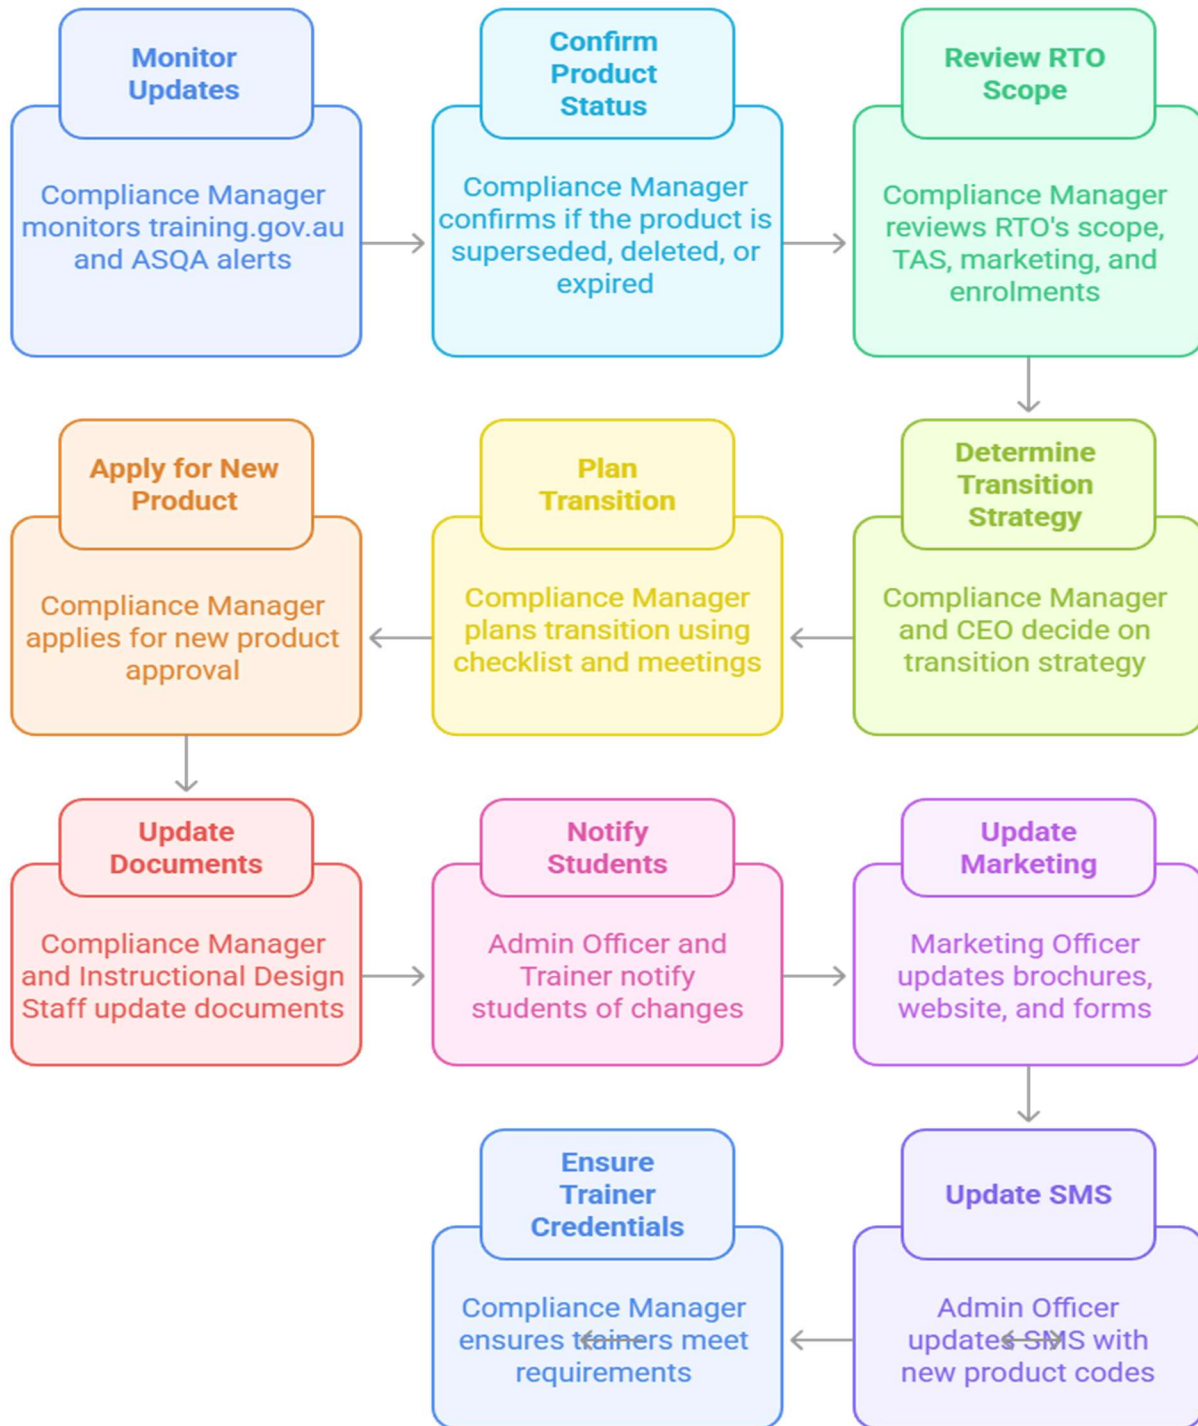 Monitor
Updates
Compliance Manager
monitors training.gov.au
and ASQA alerts
Confirm
Product
Status
Compliance Manager
confirms if the product is
superseded, deleted, or
expired
Review RTO
Scope
Compliance Manager
reviews RTO's scope,
TAS, marketing, and
enrolments
Determine
Transition
Strategy
Compliance Manager
and CEO decide on
transition strategy
Plan
Transition
Compliance Manager
plans transition using
checklist and meetings
Apply for New
Product
Compliance Manager
applies for new product
approval
Update
Documents
Compliance Manager
and Instructional Design
Staff update documents
Notify
Students
Admin Officer and
Trainer notify
students of changes
Update
Marketing
Marketing Officer
updates brochures,
website, and forms
Update SMS
Admin Officer
updates SMS with
new product codes
Ensure
Trainer
Credentials
Compliance Manager
ensures trainers meet
requirements